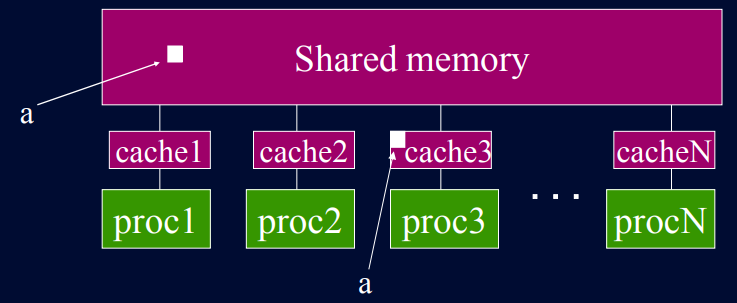 Shared memory
a
cache1 cache2 cache3 cacheN
proc1 proc2 proc3 ... procN
a